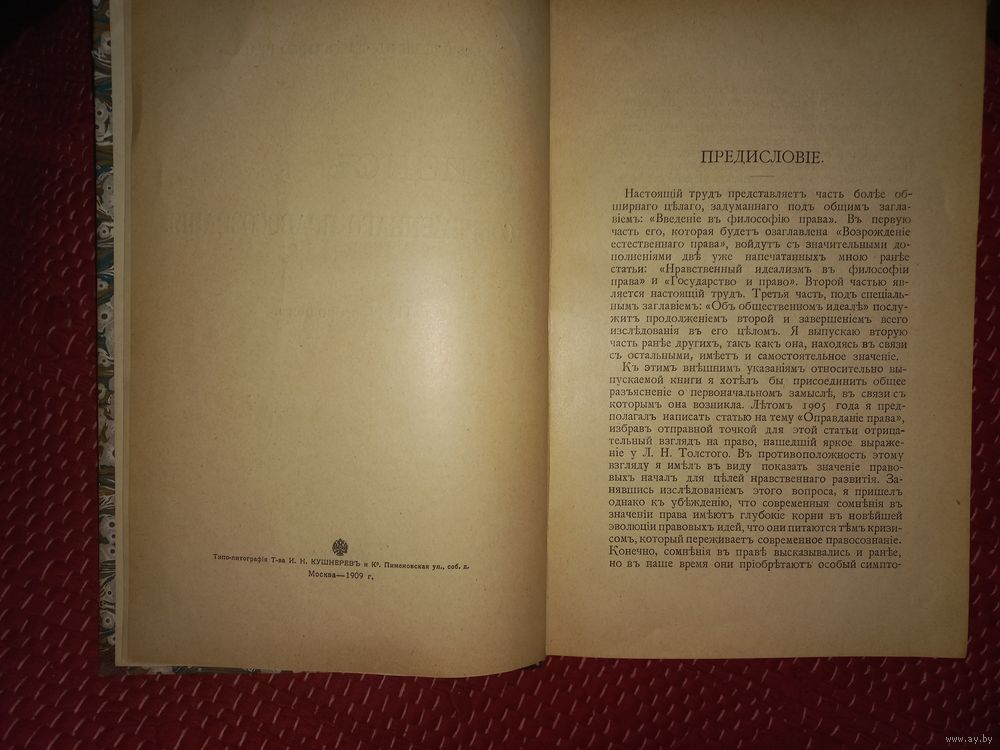 Типо-литографія Т-ва И. Н. КУШНЕРЕВЪ и Кº. Пименовская ул., соб. д.
Москва—1909 г.
ПРЕДИСЛОВІЕ.
Настоящій трудъ представляетъ часть болѣе об-
ширнаго цѣлаго, задуманнаго подъ общимъ загла-
віемъ: «Введеніе въ философію права». Въ первую
часть его, которая будетъ озаглавлена «Возрожденіе
естественнаго права», войдутъ съ значительными до-
полненіями двѣ уже напечатанныхъ мною ранѣе
статьи: «Нравственный идеализмъ въ философіи
права» и «Государство и право». Второй частью яв-
ляется настоящій трудъ. Третья часть, подъ спеціаль-
нымъ заглавіемъ: «Объ общественномъ идеалѣ» послу-
житъ продолженіемъ второй и завершеніемъ всего
изслѣдованія въ его цѣломъ. Я выпускаю вторую
часть ранѣе другихъ, такъ какъ она, находясь въ связи
съ остальными, имѣетъ и самостоятельное значеніе.
Къ этимъ внѣшнимъ указаніямъ относительно вы-
пускаемой книги я хотѣлъ бы присоединить общее
разъясненіе о первоначальномъ замыслѣ, въ связи съ
которымъ она возникла. Лѣтомъ 1905 года я пред-
полагалъ написать статью на тему «Оправданіе права»,
избравъ отправной точкой для этой статьи отрица-
тельный взглядъ на право, нашедшій яркое выраже-
ніе у Л. Н. Толстого. Въ противоположность этому
взгляду я имѣлъ въ виду показать значеніе право-
выхъ началъ для цѣлей нравственнаго развитія. За-
нявшись изслѣдованіемъ этого вопроса, я пришелъ
однако къ убѣжденію, что современныя сомнѣнія въ
значеніи права имѣютъ глубокіе корни въ новѣйшей
эволюціи правовыхъ идей, что они питаются тѣмъ кризи-
сомъ, который переживаетъ современное правосознаніе.
Конечно, сомнѣнія въ правѣ высказывались и ранѣе,
но въ наше время они пріобрѣтаютъ особый симпто-
www.ay.by